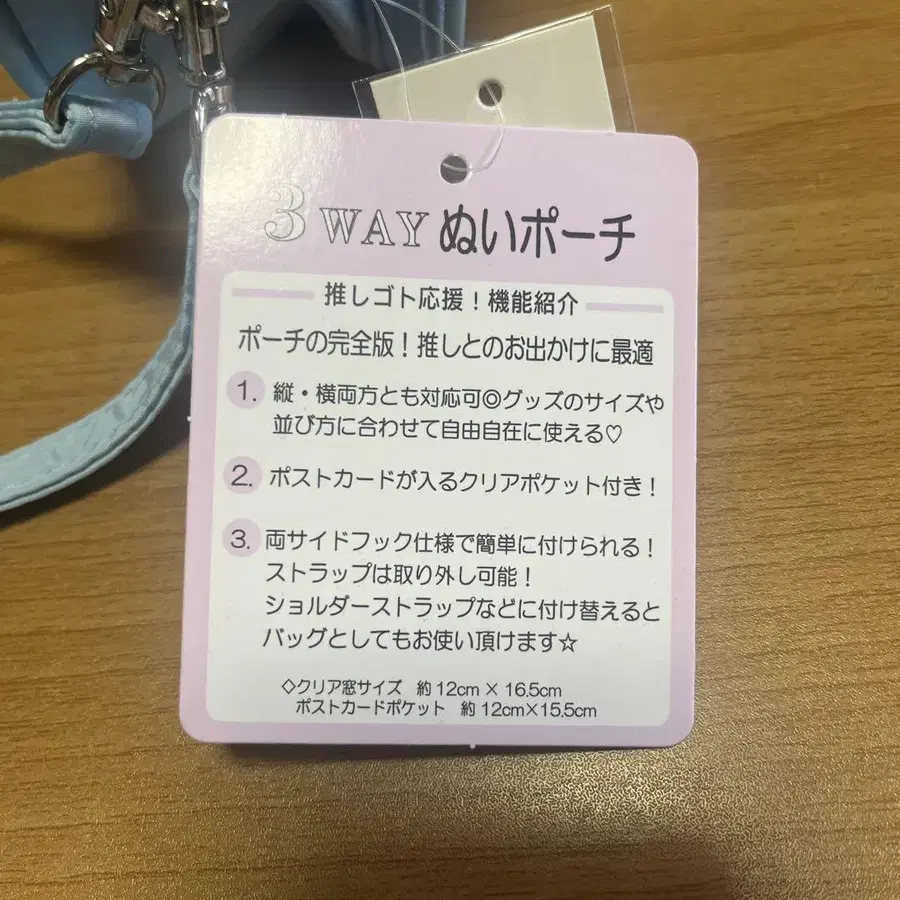 3 WAY ぬいポーチ
推しゴト応援！機能紹介
ポーチの完全版！推しとのお出かけに最適
1. 縦・横両方とも対応可◎グッズのサイズや
並び方に合わせて自由自在に使える♡
2. ポストカードが入るクリアポケット付き！
3. 両サイドフック仕様で簡単に付けられる！
ストラップは取り外し可能！
ショルダーストラップなどに付け替えると
バッグとしてもお使い頂けます☆
◇クリア窓サイズ 約12cm×16.5cm
ポストカードポケット 約12cm×15.5cm